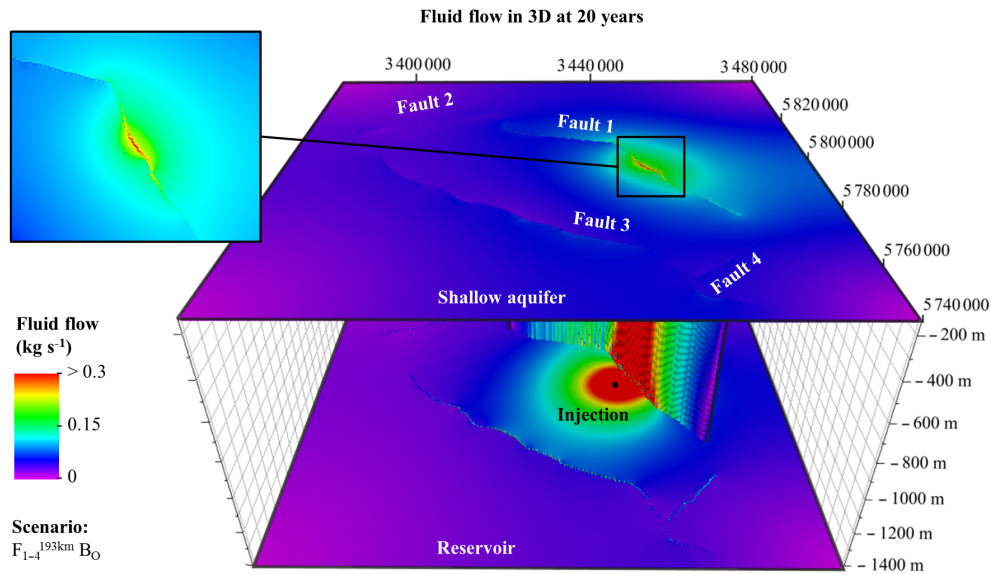 Fluid flow in 3D at 20 years
3 400 000
3 440 000
3 480 000
5 820 000
5 800 000
5 780 000
5 760 000
5 740 000
Fault 2
Fault 1
Fault 3
Fault 4
Shallow aquifer
Fluid flow
(kg s⁻¹)
> 0.3
0.15
0
Scenario:
F₁₋₄¹⁹³ᵏᵐ B_O
Injection
Reservoir
– 200 m
– 400 m
– 600 m
– 800 m
– 1000 m
– 1200 m
– 1400 m